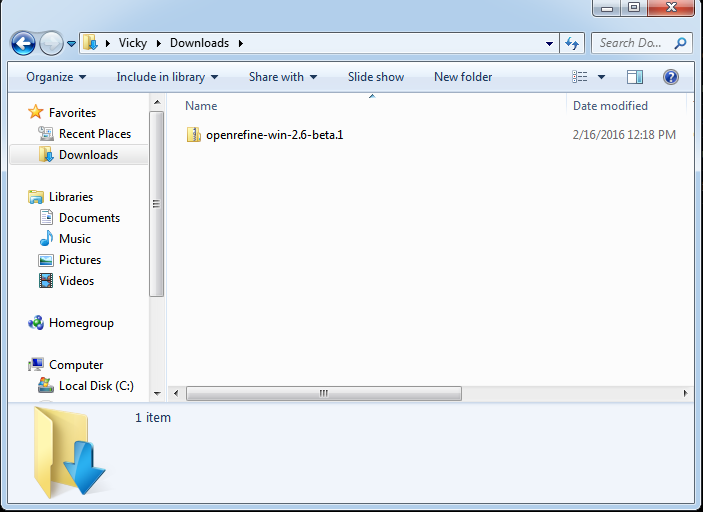 Vicky Downloads
Search Do...
Organize Include in library Share with Slide show New folder
Favorites
Recent Places
Downloads
Libraries
Documents
Music
Pictures
Videos
Homegroup
Computer
Local Disk (C:)
Name Date modified
openrefine-win-2.6-beta.1 2/16/2016 12:18 PM
1 item